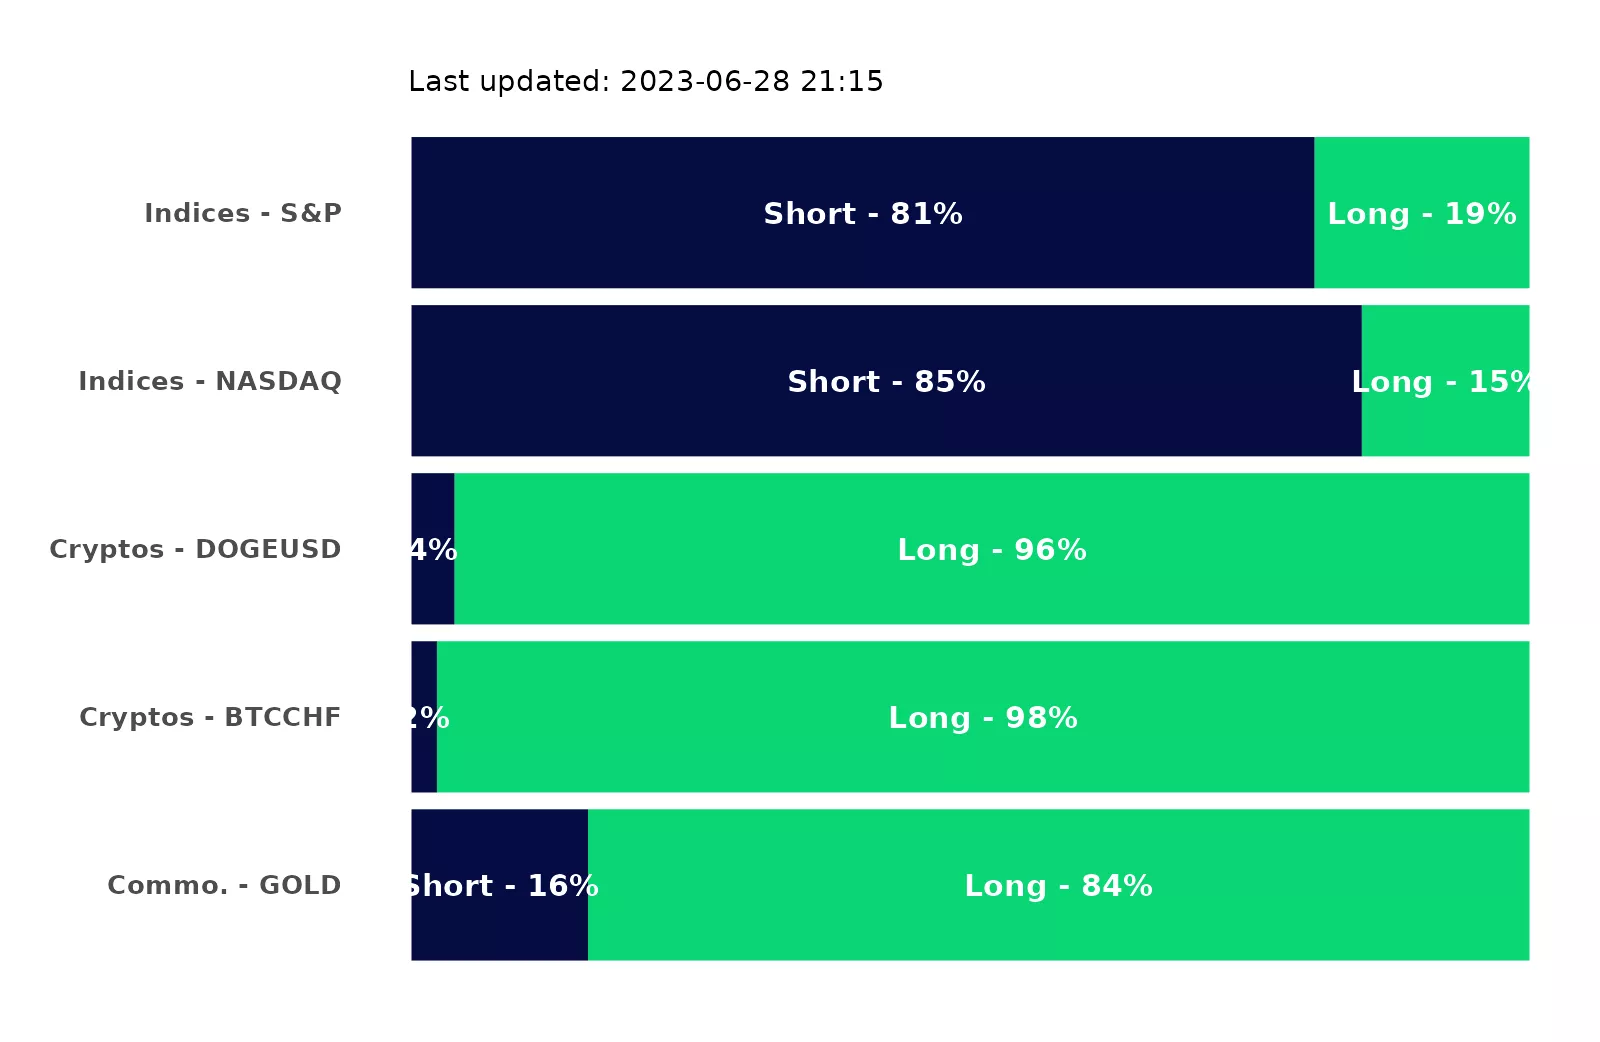 Last updated: 2023-06-28 21:15
Indices - S&P Short - 81% Long - 19%
Indices - NASDAQ Short - 85% Long - 15%
Cryptos - DOGEUSD 4% Long - 96%
Cryptos - BTCCHF 2% Long - 98%
Commo. - GOLD Short - 16% Long - 84%